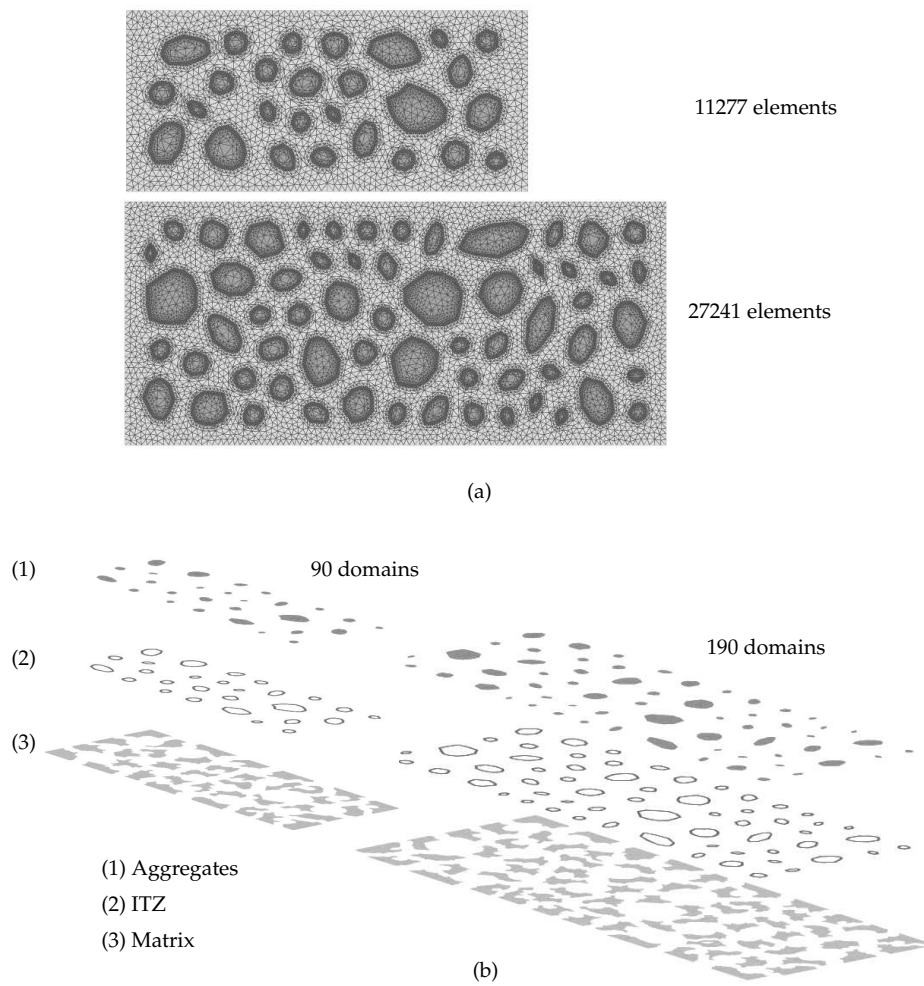 11277 elements
27241 elements
(a)
(1)
90 domains
(2)
190 domains
(3)
(1) Aggregates
(2) ITZ
(3) Matrix
(b)